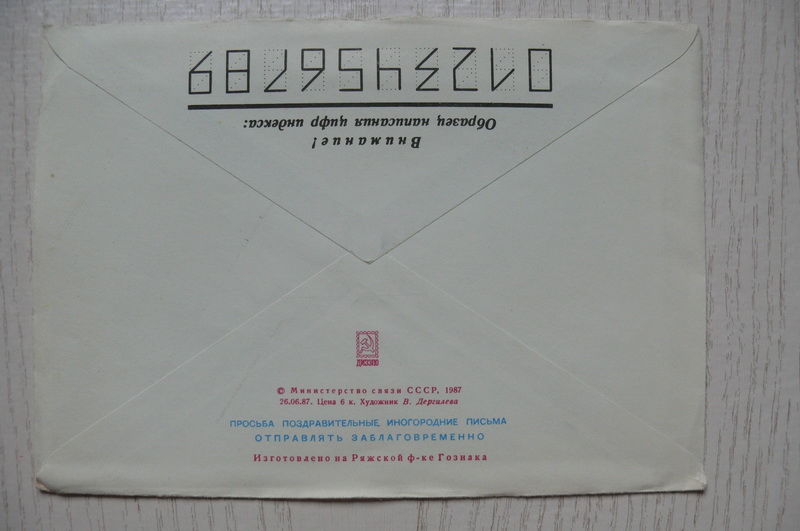 Внимание!
Образец написания цифр индекса:
0123456789
ДИЭЗПО
© Министерство связи СССР, 1987
26.06.87. Цена 6 к. Художник В. Дергилева
ПРОСЬБА ПОЗДРАВИТЕЛЬНЫЕ, ИНОГОРОДНИЕ ПИСЬМА
ОТПРАВЛЯТЬ ЗАБЛАГОВРЕМЕННО
Изготовлено на Ряжской ф-ке Гознака